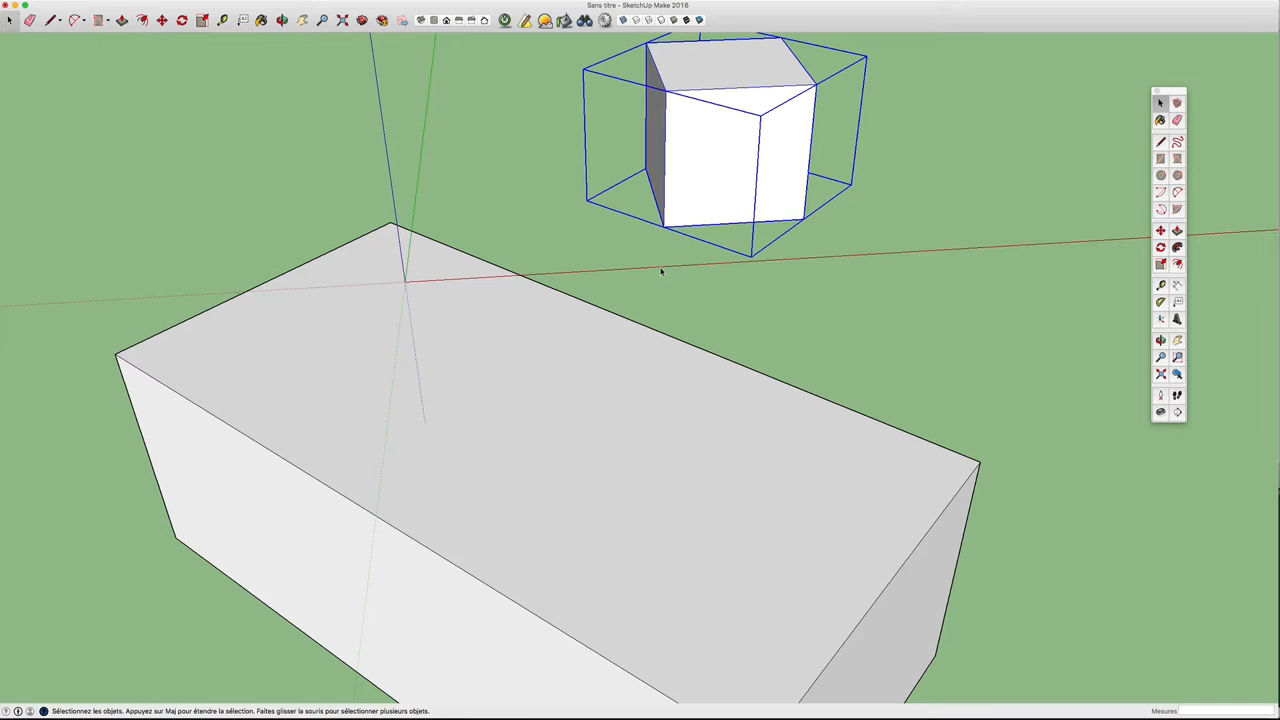 Sans titre - SketchUp Make 2016
Sélectionnez les objets. Appuyez sur Maj pour étendre la sélection. Faites glisser la souris pour sélectionner plusieurs objets.
Mesures